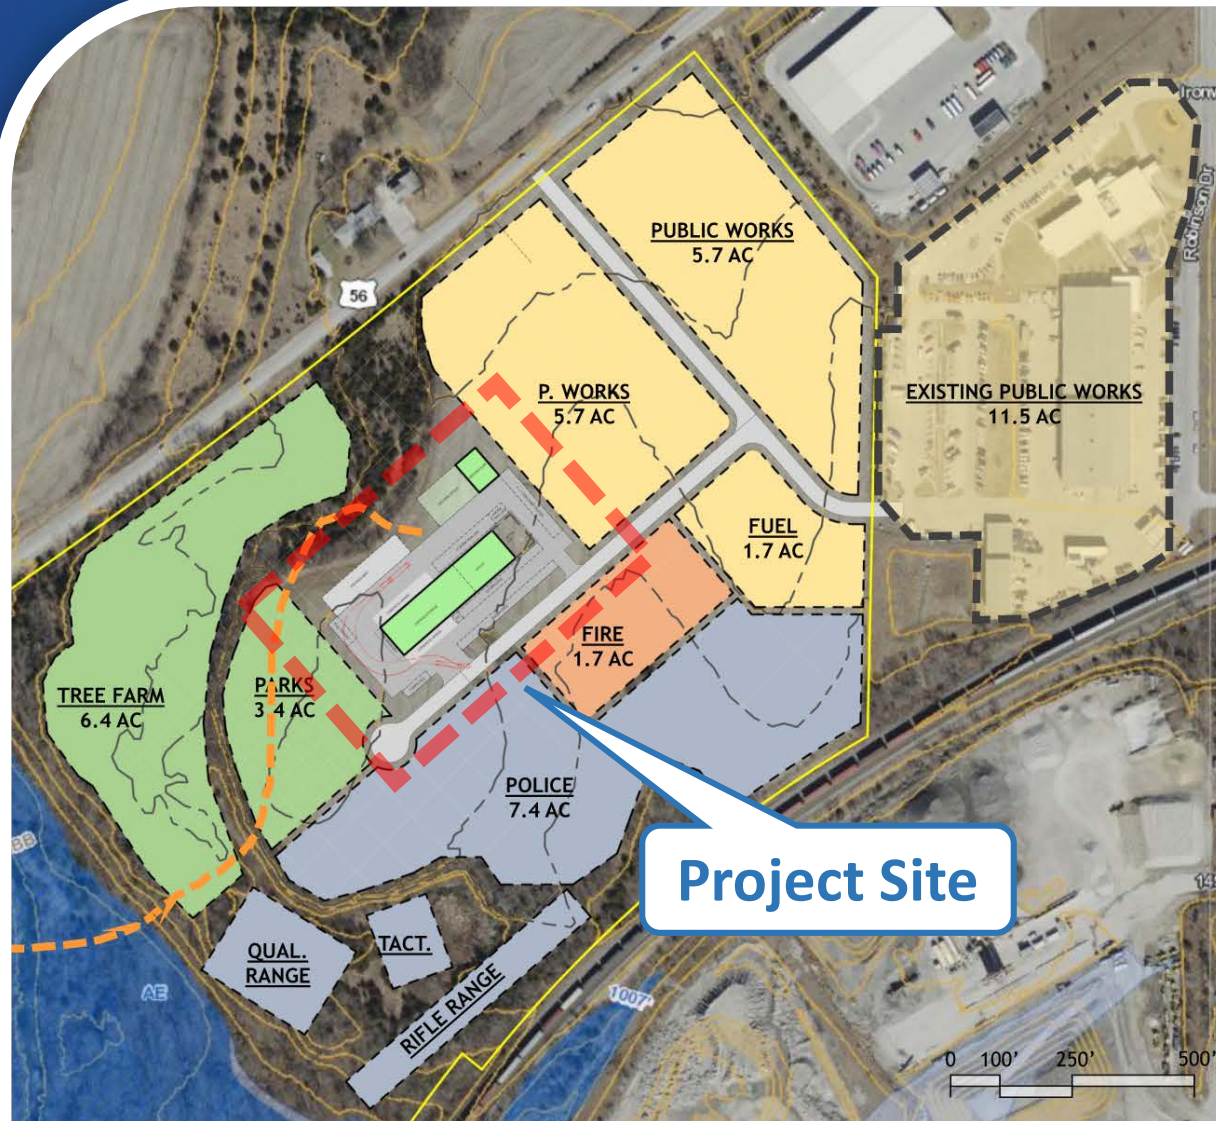 Ironw
Robinson Dr
PUBLIC WORKS
5.7 AC
56
P. WORKS
5.7 AC
EXISTING PUBLIC WORKS
11.5 AC
FUEL
1.7 AC
FIRE
1.7 AC
TREE FARM
6.4 AC
PARKS
3.4 AC
POLICE
7.4 AC
Project Site
BB
QUAL.
RANGE
TACT.
RIFLE RANGE
AE
1007'
0 100' 250' 500'